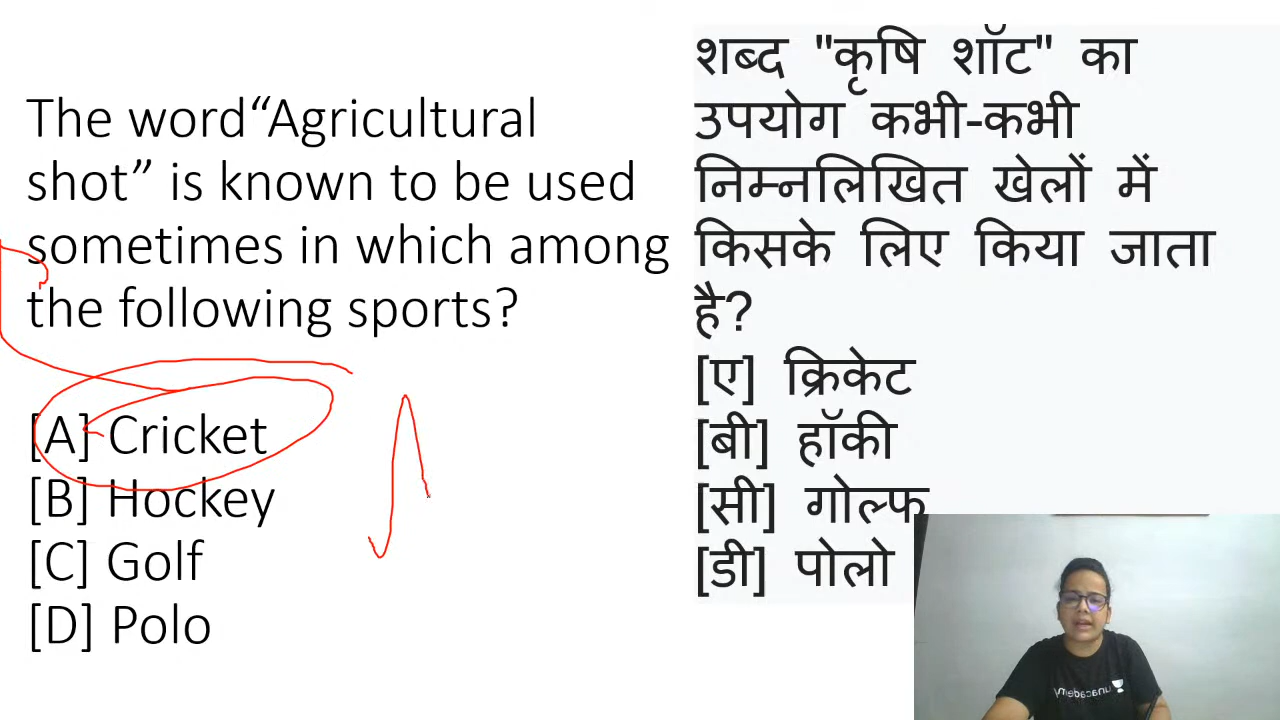 The word“Agricultural
shot” is known to be used
sometimes in which among
the following sports?
[A] Cricket
[B] Hockey
[C] Golf
[D] Polo
शब्द "कृषि शॉट" का
उपयोग कभी-कभी
निम्नलिखित खेलों में
किसके लिए किया जाता
है?
[ए] क्रिकेट
[बी] हॉकी
[सी] गोल्फ
[डी] पोलो
unacademy